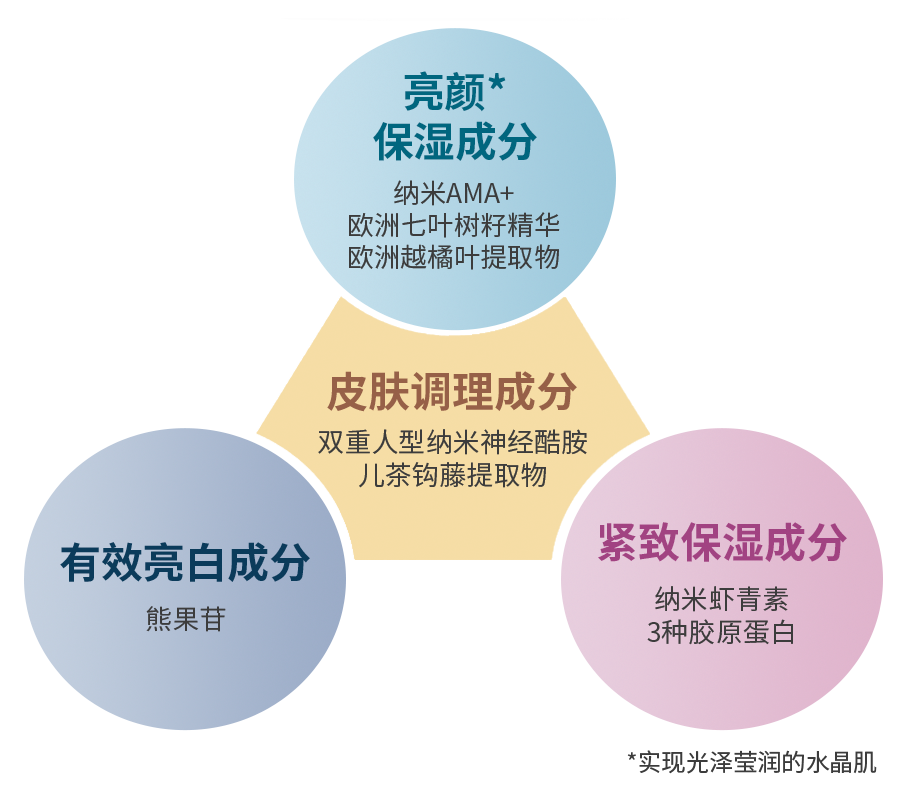 亮颜*
保湿成分
纳米AMA+
欧洲七叶树籽精华
欧洲越橘叶提取物
皮肤调理成分
双重人型纳米神经酷胺
儿茶钩藤提取物
有效亮白成分
熊果苷
紧致保湿成分
纳米虾青素
3种胶原蛋白
*实现光泽莹润的水晶肌